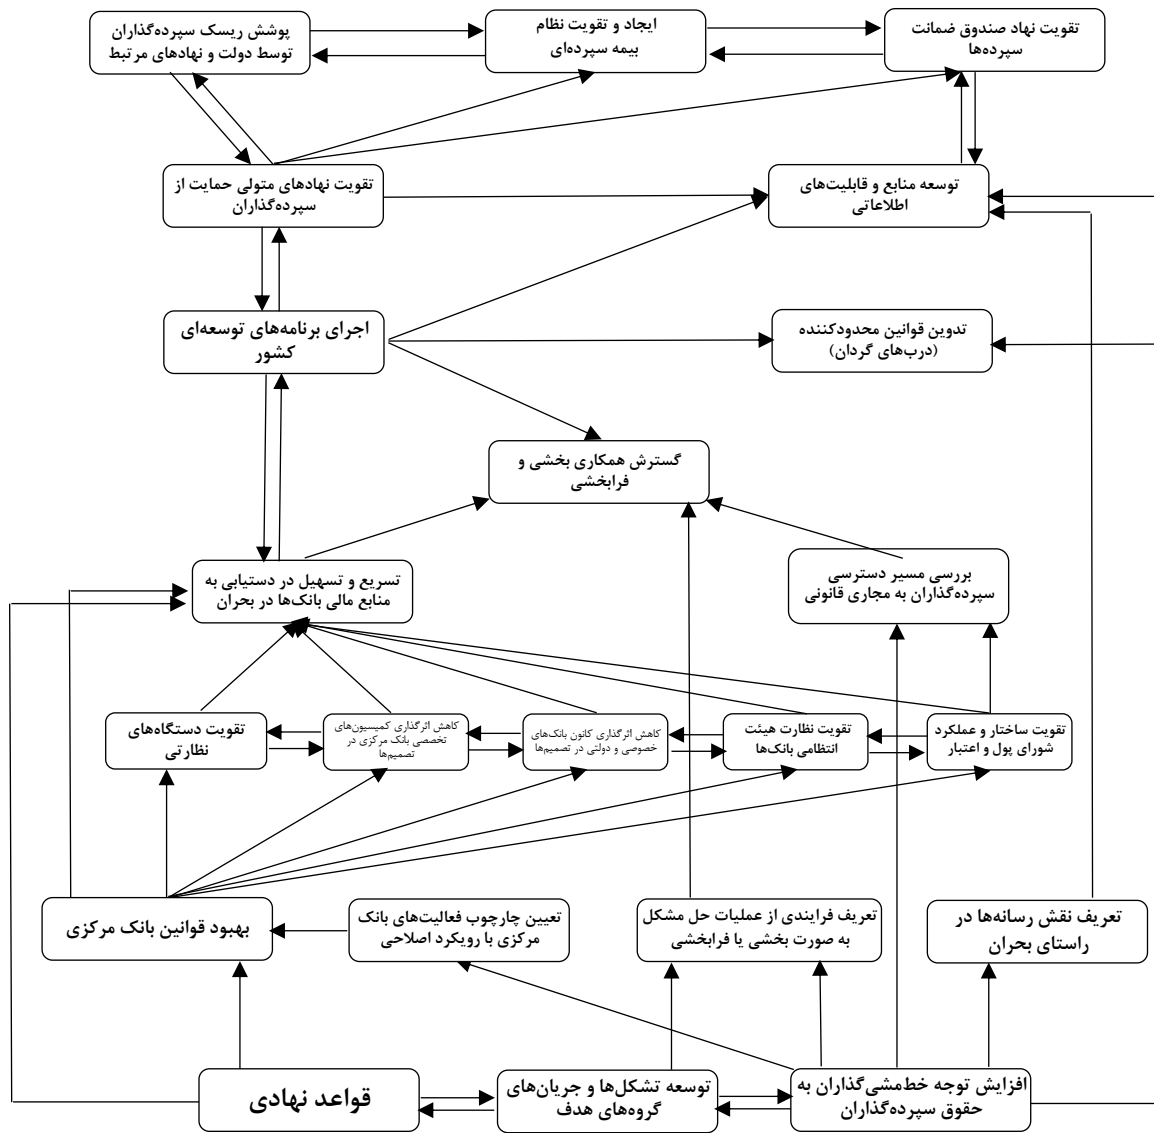 تقویت نهاد صندوق ضمانت
سپرده‌ها
ایجاد و تقویت نظام
بیمه سپرده‌ای
پوشش ریسک سپرده‌گذاران
توسط دولت و نهادهای مرتبط
توسعه منابع و قابلیت‌های
اطلاعاتی
تقویت نهادهای متولی حمایت از
سپرده‌گذاران
تدوین قوانین محدودکننده
(درب‌های گردان)
اجرای برنامه‌های توسعه‌ای
کشور
گسترش همکاری بخشی و
فرابخشی
بررسی مسیر دسترسی
سپرده‌گذاران به مجاری قانونی
تسریع و تسهیل در دستیابی به
منابع مالی بانک‌ها در بحران
تقویت ساختار و عملکرد
شورای پول و اعتبار
تقویت نظارت هیئت
انتظامی بانک‌ها
کاهش اثرگذاری کانون بانک‌های
خصوصی و دولتی در تصمیم‌ها
کاهش اثرگذاری کمیسیون‌های
تخصصی بانک مرکزی در
تصمیم‌ها
تقویت دستگاه‌های
نظارتی
تعریف نقش رسانه‌ها در
راستای بحران
تعریف فرایندی از عملیات حل مشکل
به صورت بخشی یا فرابخشی
تعیین چارچوب فعالیت‌های بانک
مرکزی با رویکرد اصلاحی
بهبود قوانین بانک مرکزی
افزایش توجه خط‌مشی‌گذاران به
حقوق سپرده‌گذاران
توسعه تشکل‌ها و جریان‌های
گروه‌های هدف
قواعد نهادی